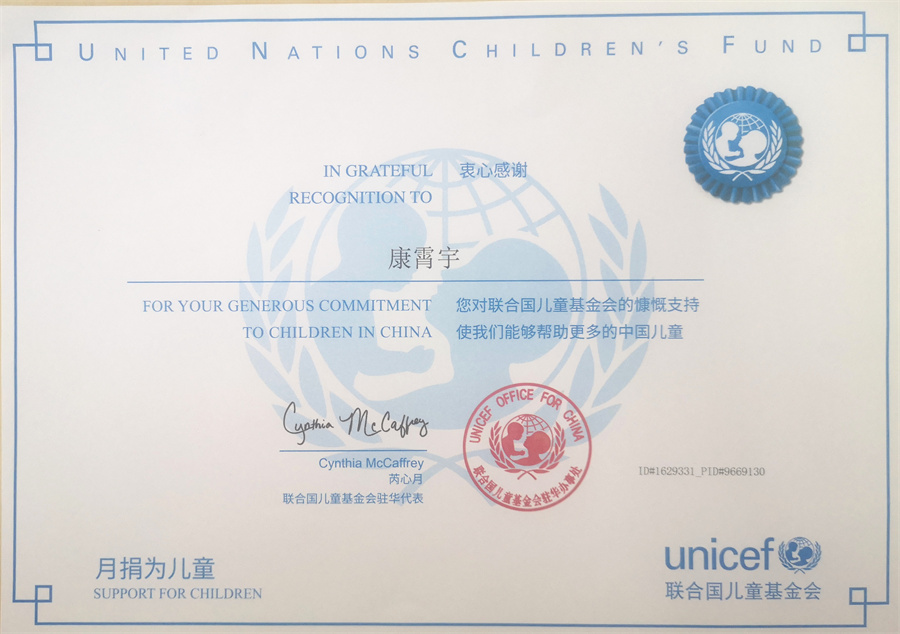 UNITED NATIONS CHILDREN'S FUND
IN GRATEFUL 衷心感谢
RECOGNITION TO
康霄宇
FOR YOUR GENEROUS COMMITMENT 您对联合国儿童基金会的慷慨支持
TO CHILDREN IN CHINA 使我们能够帮助更多的中国儿童
Cynthia McCaffrey
UNICEF OFFICE FOR CHINA
联合国儿童基金会驻华办事处
Cynthia McCaffrey
芮心月
联合国儿童基金会驻华代表
ID#1629331_PID#9669130
月捐为儿童
SUPPORT FOR CHILDREN
unicef
联合国儿童基金会